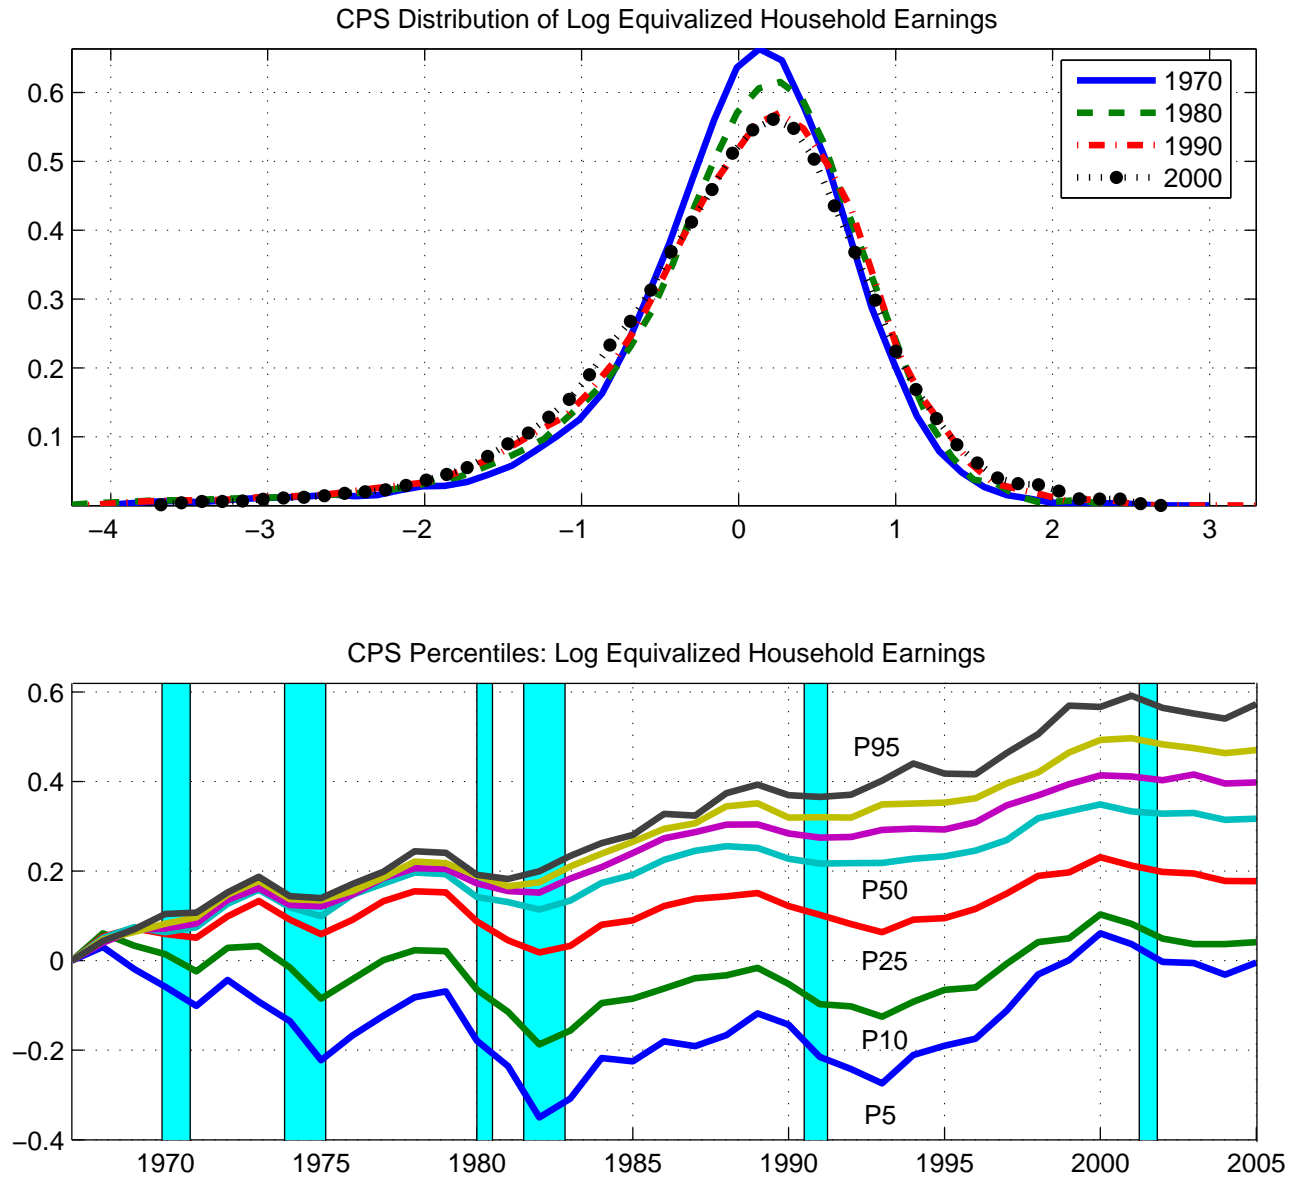 CPS Distribution of Log Equivalized Household Earnings
0.6
0.5
0.4
0.3
0.2
0.1
−4 −3 −2 −1 0 1 2 3
1970
1980
1990
2000
CPS Percentiles: Log Equivalized Household Earnings
0.6
0.4
0.2
0
−0.2
−0.4
P95
P50
P25
P10
P5
1970 1975 1980 1985 1990 1995 2000 2005